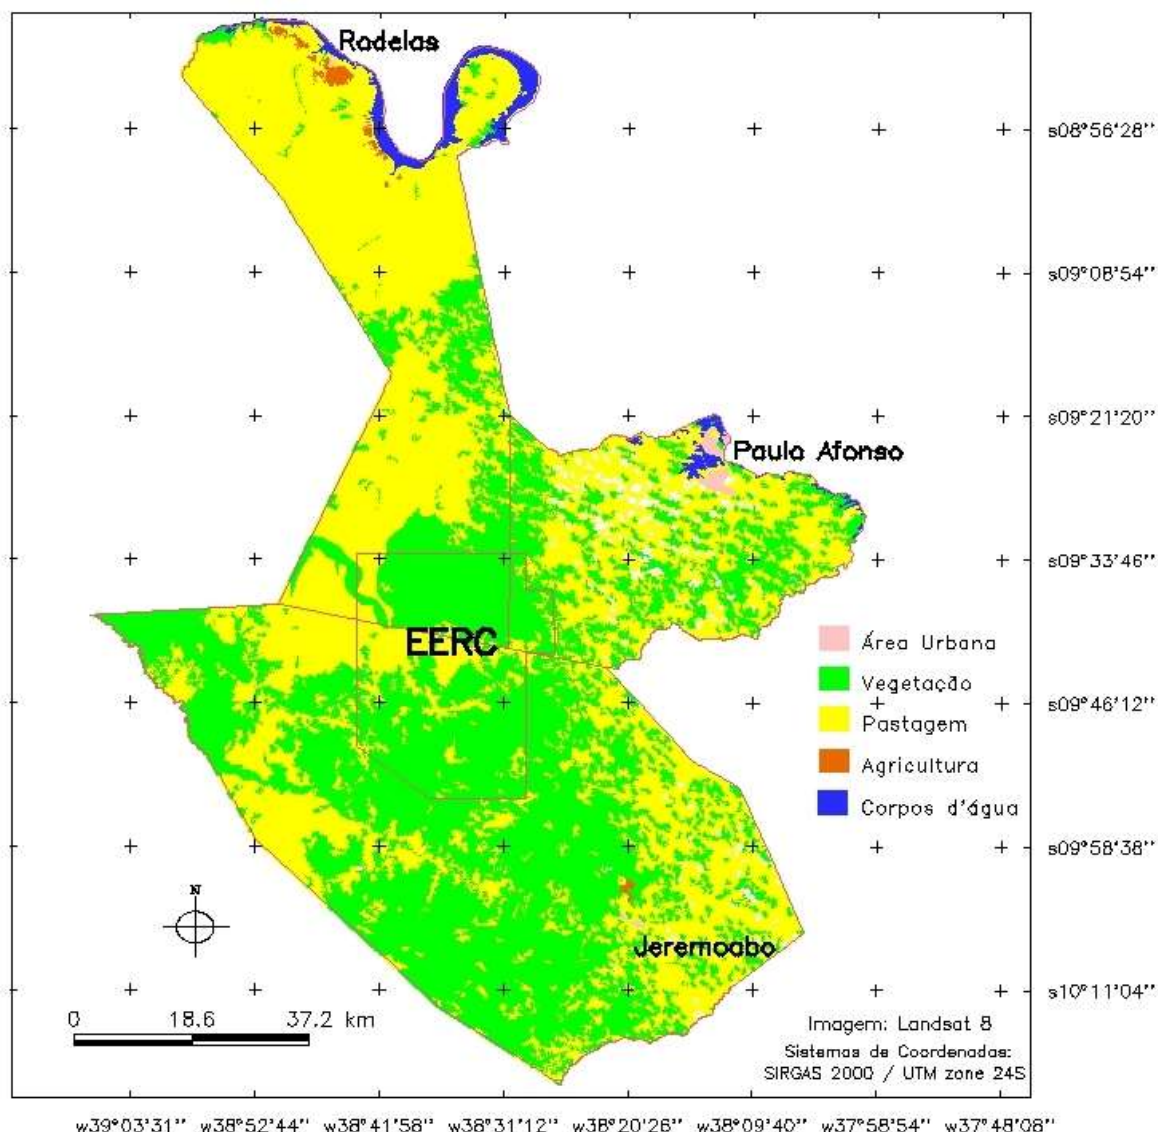 Rodelas
s08°56'28''
s09°08'54''
s09°21'20''
Paulo Afonso
s09°33'46''
EERC
Área Urbana
Vegetação
s09°46'12''
Pastagem
Agricultura
Corpos d'água
s09°58'38''
N
Jeremoabo
s10°11'04''
0 18.6 37.2 km
Imagem: Landsat 8
Sistemas de Coordenadas:
SIRGAS 2000 / UTM zone 24S
w39°03'31'' w38°52'44'' w38°41'58'' w38°31'12'' w38°20'26'' w38°09'40'' w37°58'54'' w37°48'08''